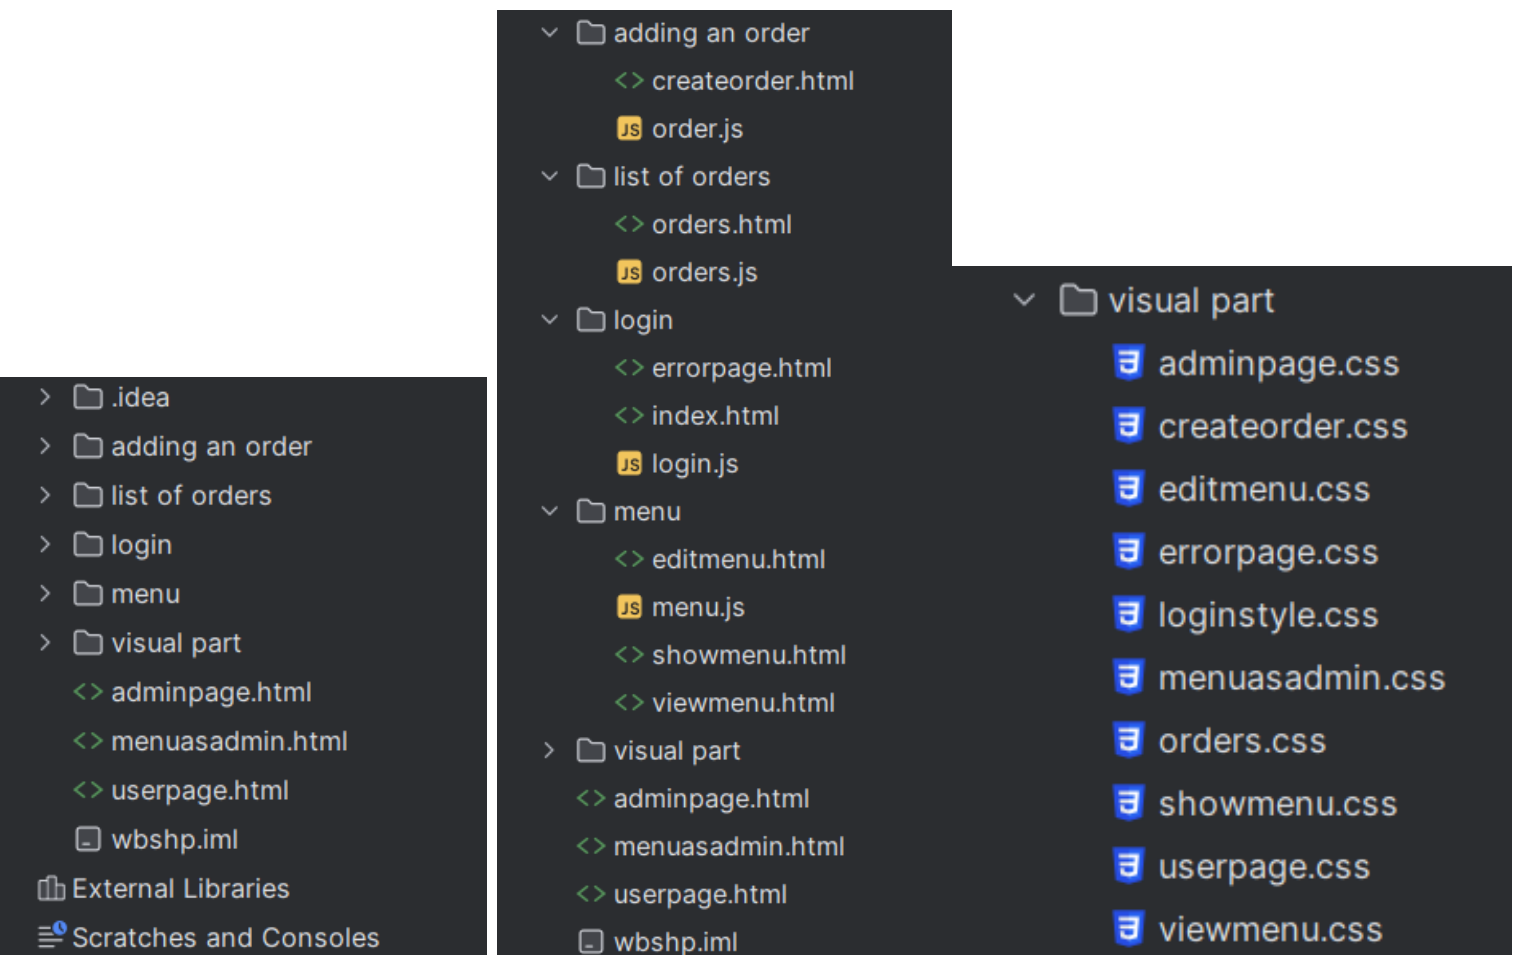 .idea
adding an order
list of orders
login
menu
visual part
adminpage.html
menuasadmin.html
userpage.html
wbshp.iml
External Libraries
Scratches and Consoles
adding an order
createorder.html
JS order.js
list of orders
orders.html
JS orders.js
login
errorpage.html
index.html
JS login.js
menu
editmenu.html
JS menu.js
showmenu.html
viewmenu.html
visual part
adminpage.html
menuasadmin.html
userpage.html
wbshp.iml
visual part
adminpage.css
createorder.css
editmenu.css
errorpage.css
loginstyle.css
menuasadmin.css
orders.css
showmenu.css
userpage.css
viewmenu.css